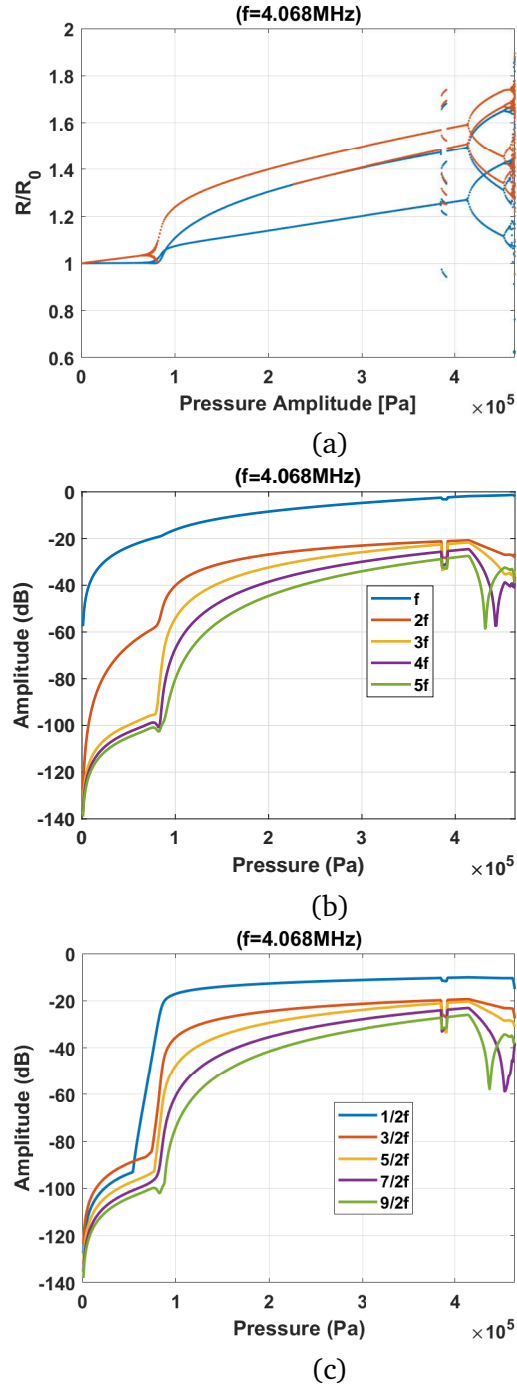 (f=4.068MHz)
2
1.8
1.6
1.4
1.2
1
0.8
0.6
R/R0
0 1 2 3 4
Pressure Amplitude [Pa]
×10^5
(a)
(f=4.068MHz)
0
-20
-40
-60
-80
-100
-120
-140
Amplitude (dB)
f
2f
3f
4f
5f
0 1 2 3 4
Pressure (Pa)
×10^5
(b)
(f=4.068MHz)
0
-20
-40
-60
-80
-100
-120
-140
Amplitude (dB)
1/2f
3/2f
5/2f
7/2f
9/2f
0 1 2 3 4
Pressure (Pa)
×10^5
(c)